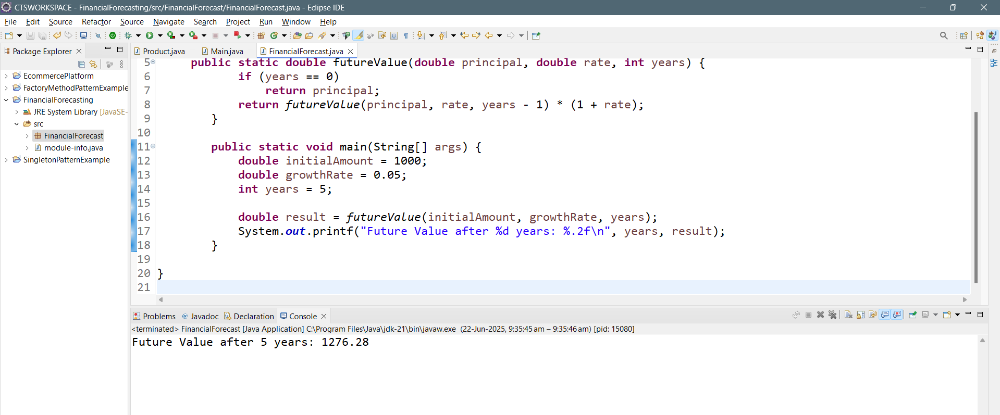 CTSWORKSPACE - FinancialForecasting/src/FinancialForecast/FinancialForecast.java - Eclipse IDE
File Edit Source Refactor Source Navigate Search Project Run Window Help
Package Explorer
EcommercePlatform
FactoryMethodPatternExample
FinancialForecasting
JRE System Library [JavaSE-
src
FinancialForecast
module-info.java
SingletonPatternExample
Product.java Main.java FinancialForecast.java
5 public static double futureValue(double principal, double rate, int years) {
6 if (years == 0)
7 return principal;
8 return futureValue(principal, rate, years - 1) * (1 + rate);
9 }
10
11 public static void main(String[] args) {
12 double initialAmount = 1000;
13 double growthRate = 0.05;
14 int years = 5;
15
16 double result = futureValue(initialAmount, growthRate, years);
17 System.out.printf("Future Value after %d years: %.2f\n", years, result);
18 }
19
20 }
21
Problems Javadoc Declaration Console
<terminated> FinancialForecast [Java Application] C:\Program Files\Java\jdk-21\bin\javaw.exe (22-Jun-2025, 9:35:45 am – 9:35:46 am) [pid: 15080]
Future Value after 5 years: 1276.28